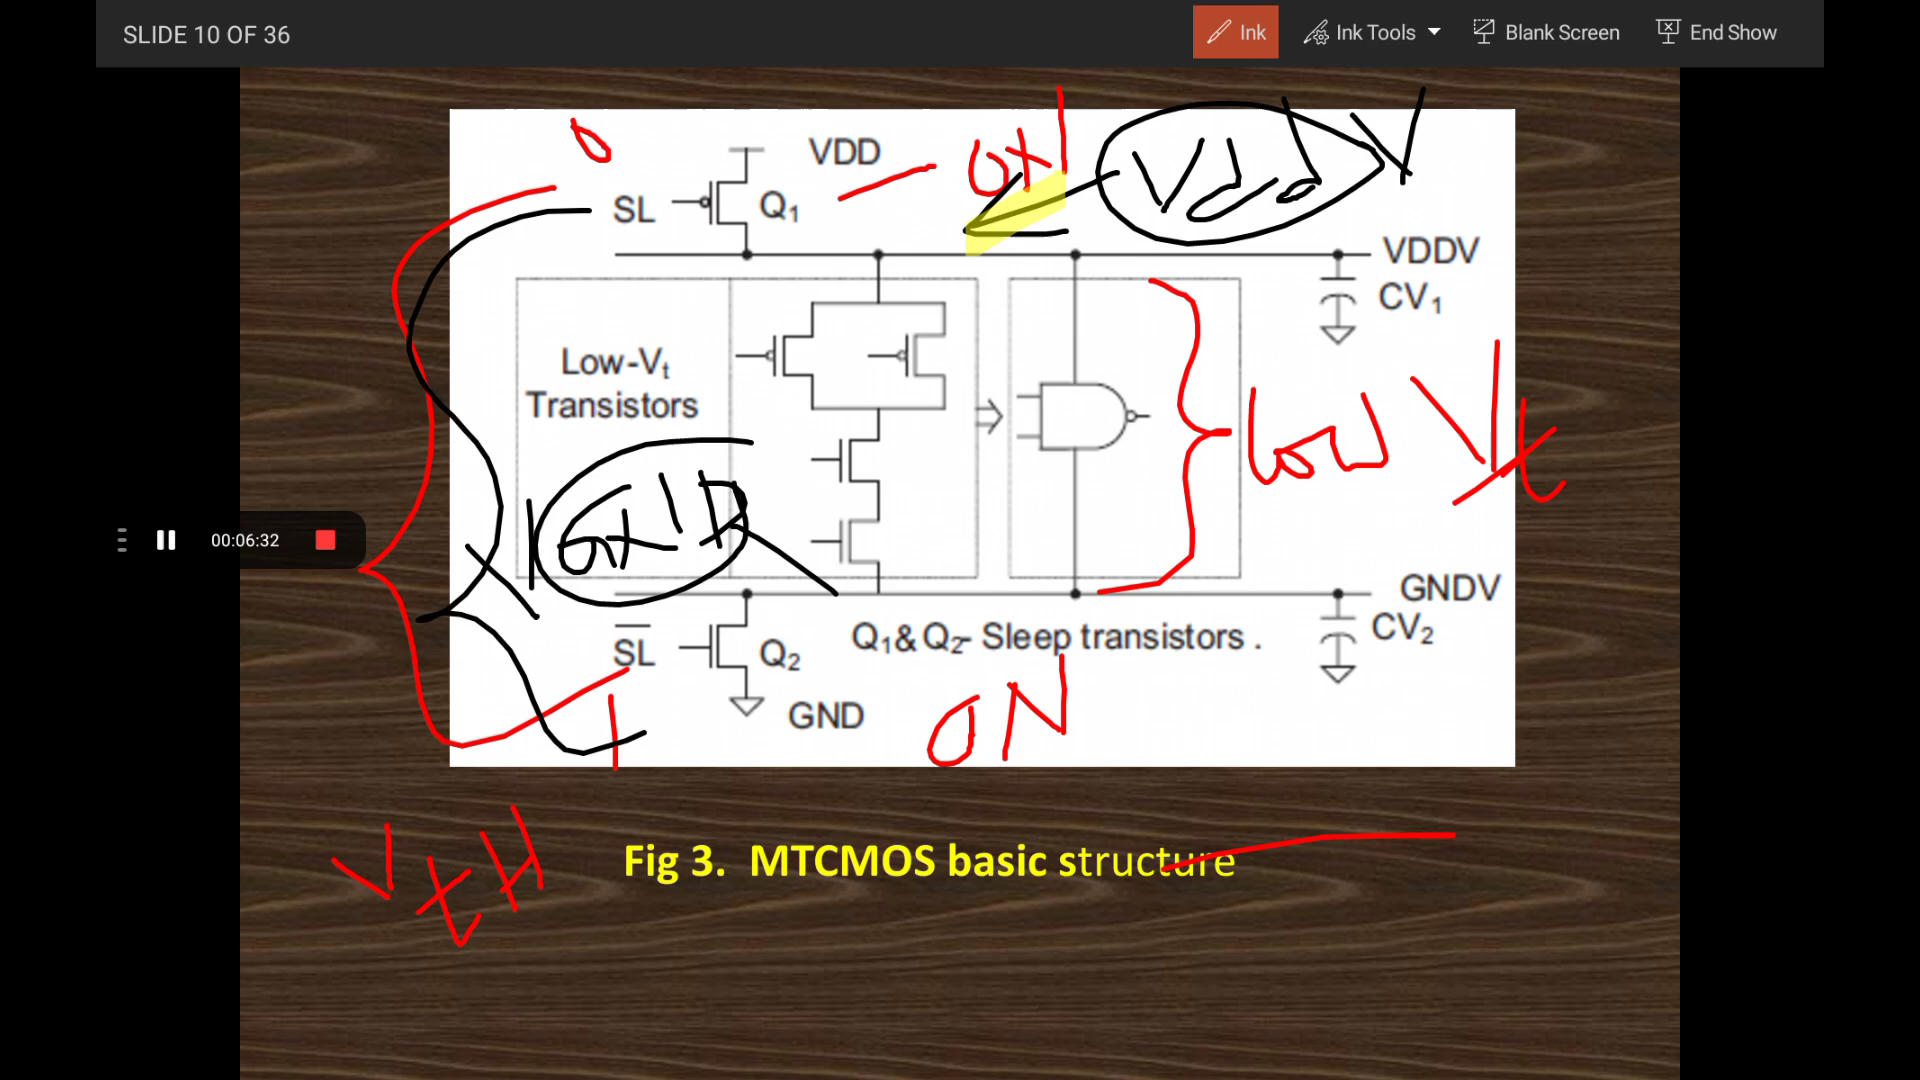 SLIDE 10 OF 36
Ink
Ink Tools
Blank Screen
End Show
0
VDD
ON
VddV
SL
Q1
VDDV
CV1
Low-Vt
Transistors
low Vt
00:06:32
GNDV
SL
Q2
Q1&Q2- Sleep transistors .
CV2
1
GND
ON
VtH
Fig 3. MTCMOS basic structure